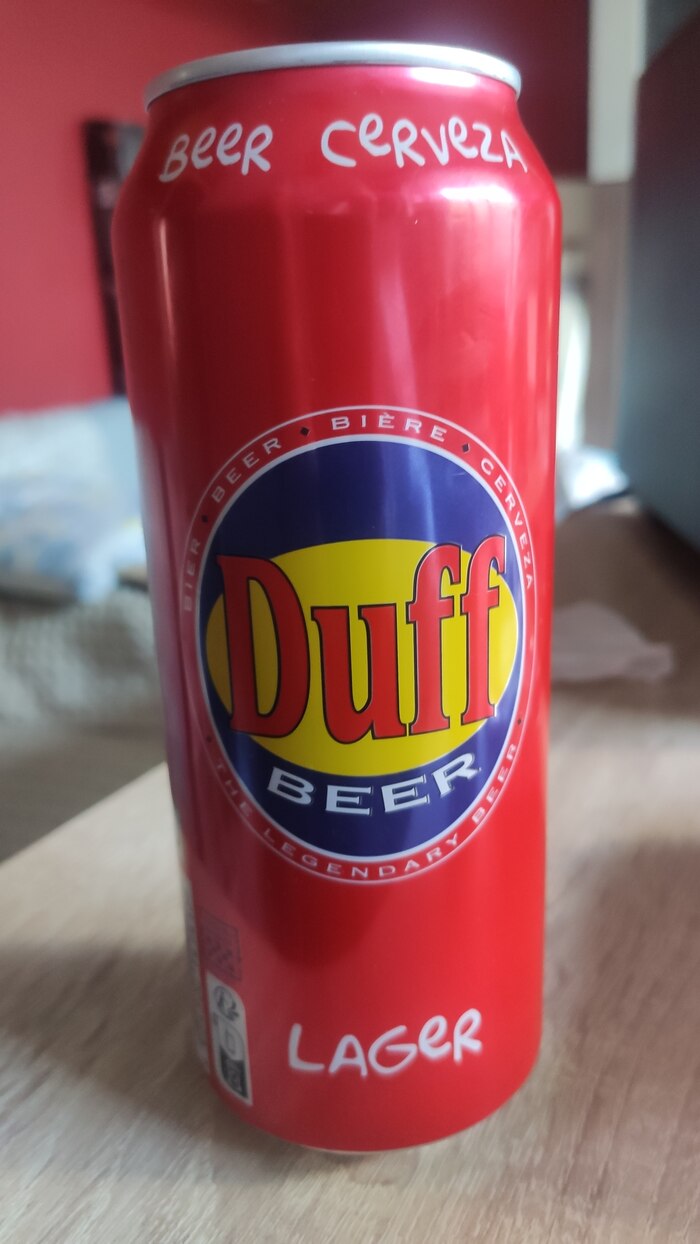 BEER CERVEZA
BIER • BEER • BIÈRE • CERVEZA
Duff
BEER
THE LEGENDARY BEER
LAGER